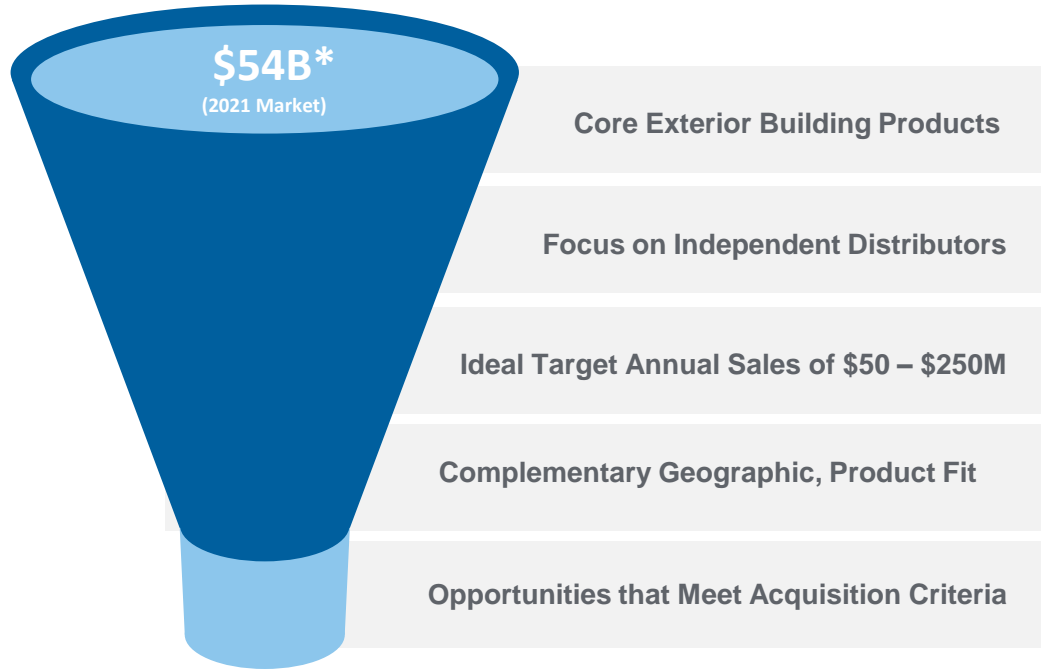 $54B*
(2021 Market)
Core Exterior Building Products
Focus on Independent Distributors
Ideal Target Annual Sales of $50 – $250M
Complementary Geographic, Product Fit
Opportunities that Meet Acquisition Criteria